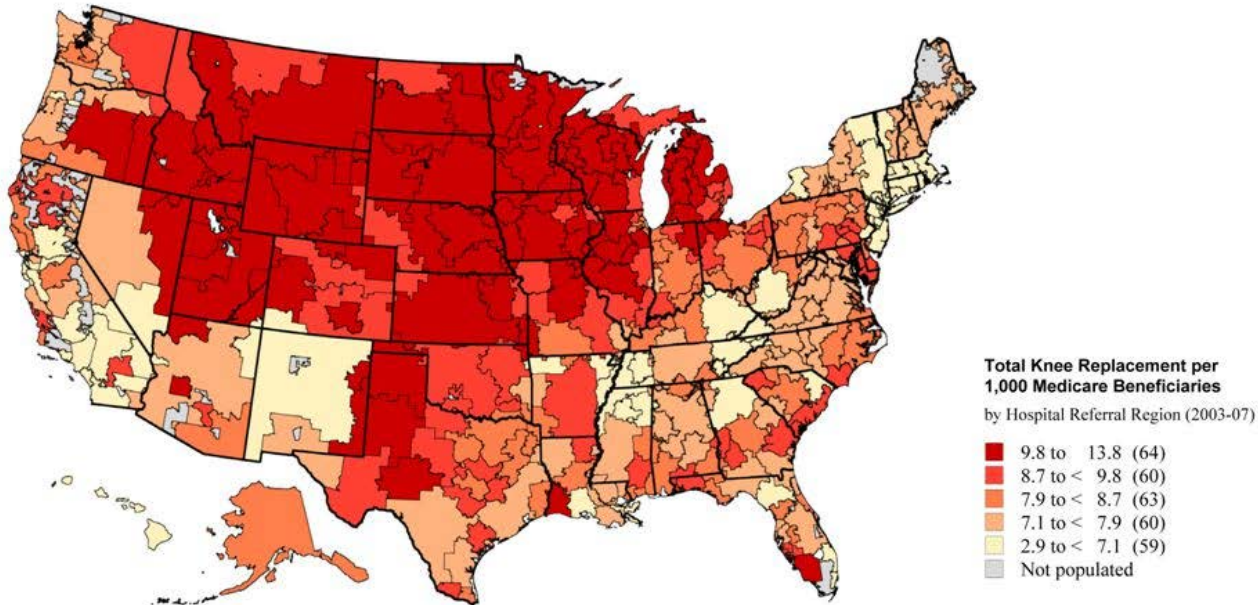 Total Knee Replacement per
1,000 Medicare Beneficiaries
by Hospital Referral Region (2003-07)
9.8 to 13.8 (64)
8.7 to < 9.8 (60)
7.9 to < 8.7 (63)
7.1 to < 7.9 (60)
2.9 to < 7.1 (59)
Not populated